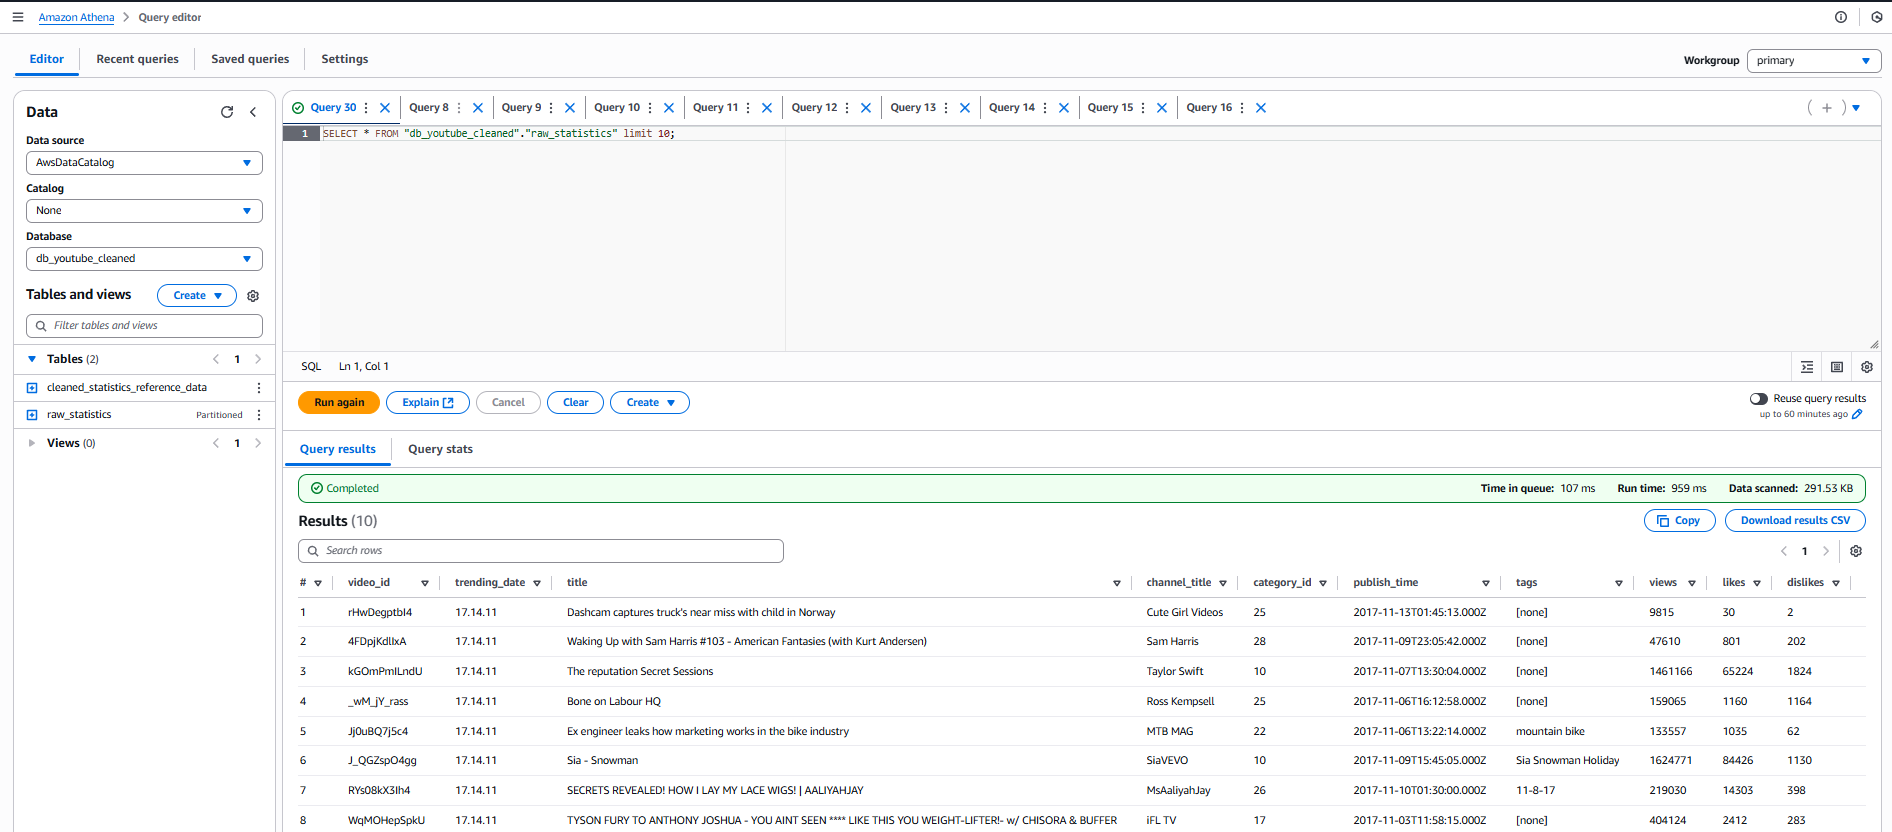 Amazon Athena > Query editor
Editor Recent queries Saved queries Settings
Workgroup primary
Data
Data source
AwsDataCatalog
Catalog
None
Database
db_youtube_cleaned
Tables and views Create
Filter tables and views
Tables (2) < 1 >
cleaned_statistics_reference_data
raw_statistics Partitioned
Views (0) < 1 >
Query 30 Query 8 Query 9 Query 10 Query 11 Query 12 Query 13 Query 14 Query 15 Query 16
1 SELECT * FROM "db_youtube_cleaned"."raw_statistics" limit 10;
SQL Ln 1, Col 1
Run again Explain Cancel Clear Create
Reuse query results
up to 60 minutes ago
Query results Query stats
Completed Time in queue: 107 ms Run time: 959 ms Data scanned: 291.53 KB
Results (10) Copy Download results CSV
Search rows < 1 >
# video_id trending_date title channel_title category_id publish_time tags views likes dislikes
1 rHwDegptbI4 17.14.11 Dashcam captures truck's near miss with child in Norway Cute Girl Videos 25 2017-11-13T01:45:13.000Z [none] 9815 30 2
2 4FDpjKdlIxA 17.14.11 Waking Up with Sam Harris #103 - American Fantasies (with Kurt Andersen) Sam Harris 28 2017-11-09T23:05:42.000Z [none] 47610 801 202
3 kGOmPmILndU 17.14.11 The reputation Secret Sessions Taylor Swift 10 2017-11-07T13:30:04.000Z [none] 1461166 65224 1824
4 _wM_jY_rass 17.14.11 Bone on Labour HQ Ross Kempsell 25 2017-11-06T16:12:58.000Z [none] 159065 1160 1164
5 Jj0uBQ7j5c4 17.14.11 Ex engineer leaks how marketing works in the bike industry MTB MAG 22 2017-11-06T13:22:14.000Z mountain bike 133557 1035 62
6 J_QGZspO4gg 17.14.11 Sia - Snowman SiaVEVO 10 2017-11-09T15:45:05.000Z Sia Snowman Holiday 1624771 84426 1130
7 RYs08kX3Ih4 17.14.11 SECRETS REVEALED! HOW I LAY MY LACE WIGS! | AALIYAHJAY MsAaliyahJay 26 2017-11-10T01:30:00.000Z 11-8-17 219030 14303 398
8 WqMOHepSpkU 17.14.11 TYSON FURY TO ANTHONY JOSHUA - YOU AINT SEEN **** LIKE THIS YOU WEIGHT-LIFTER!- w/ CHISORA & BUFFER iFL TV 17 2017-11-03T11:58:15.000Z [none] 404124 2412 283